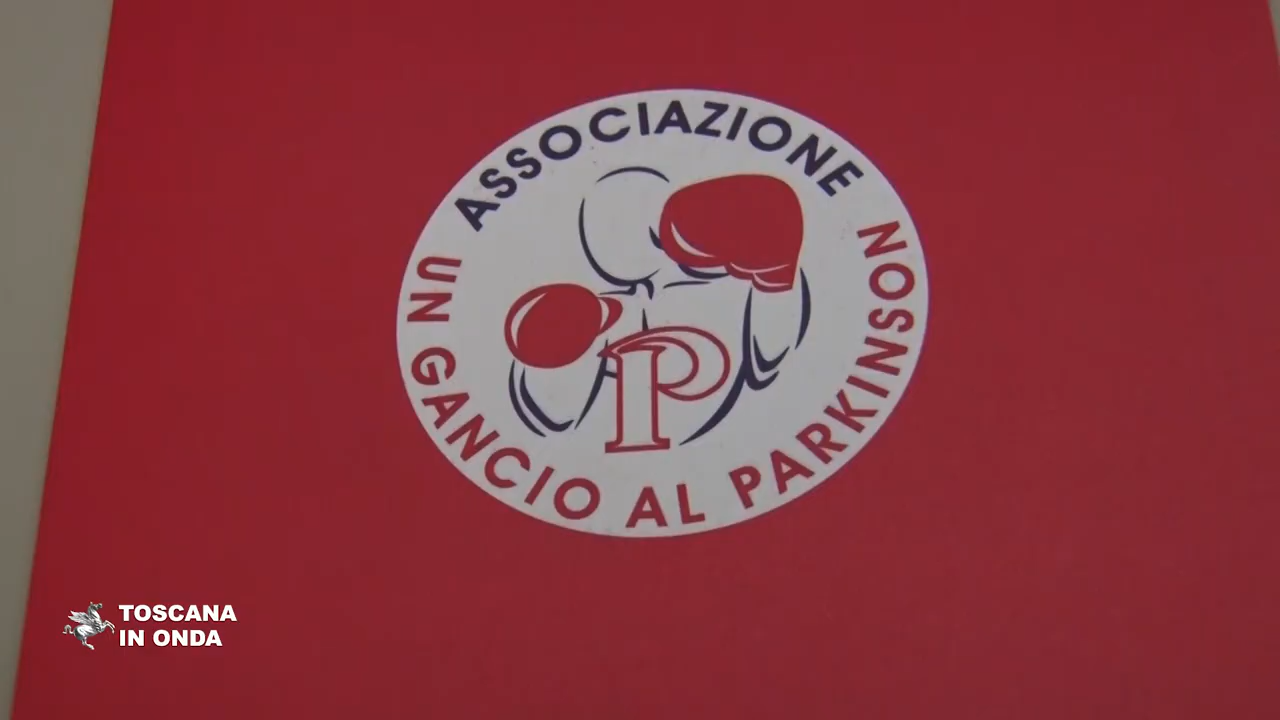 ASSOCIAZIONE
UN GANCIO AL PARKINSON
P
TOSCANA
IN ONDA